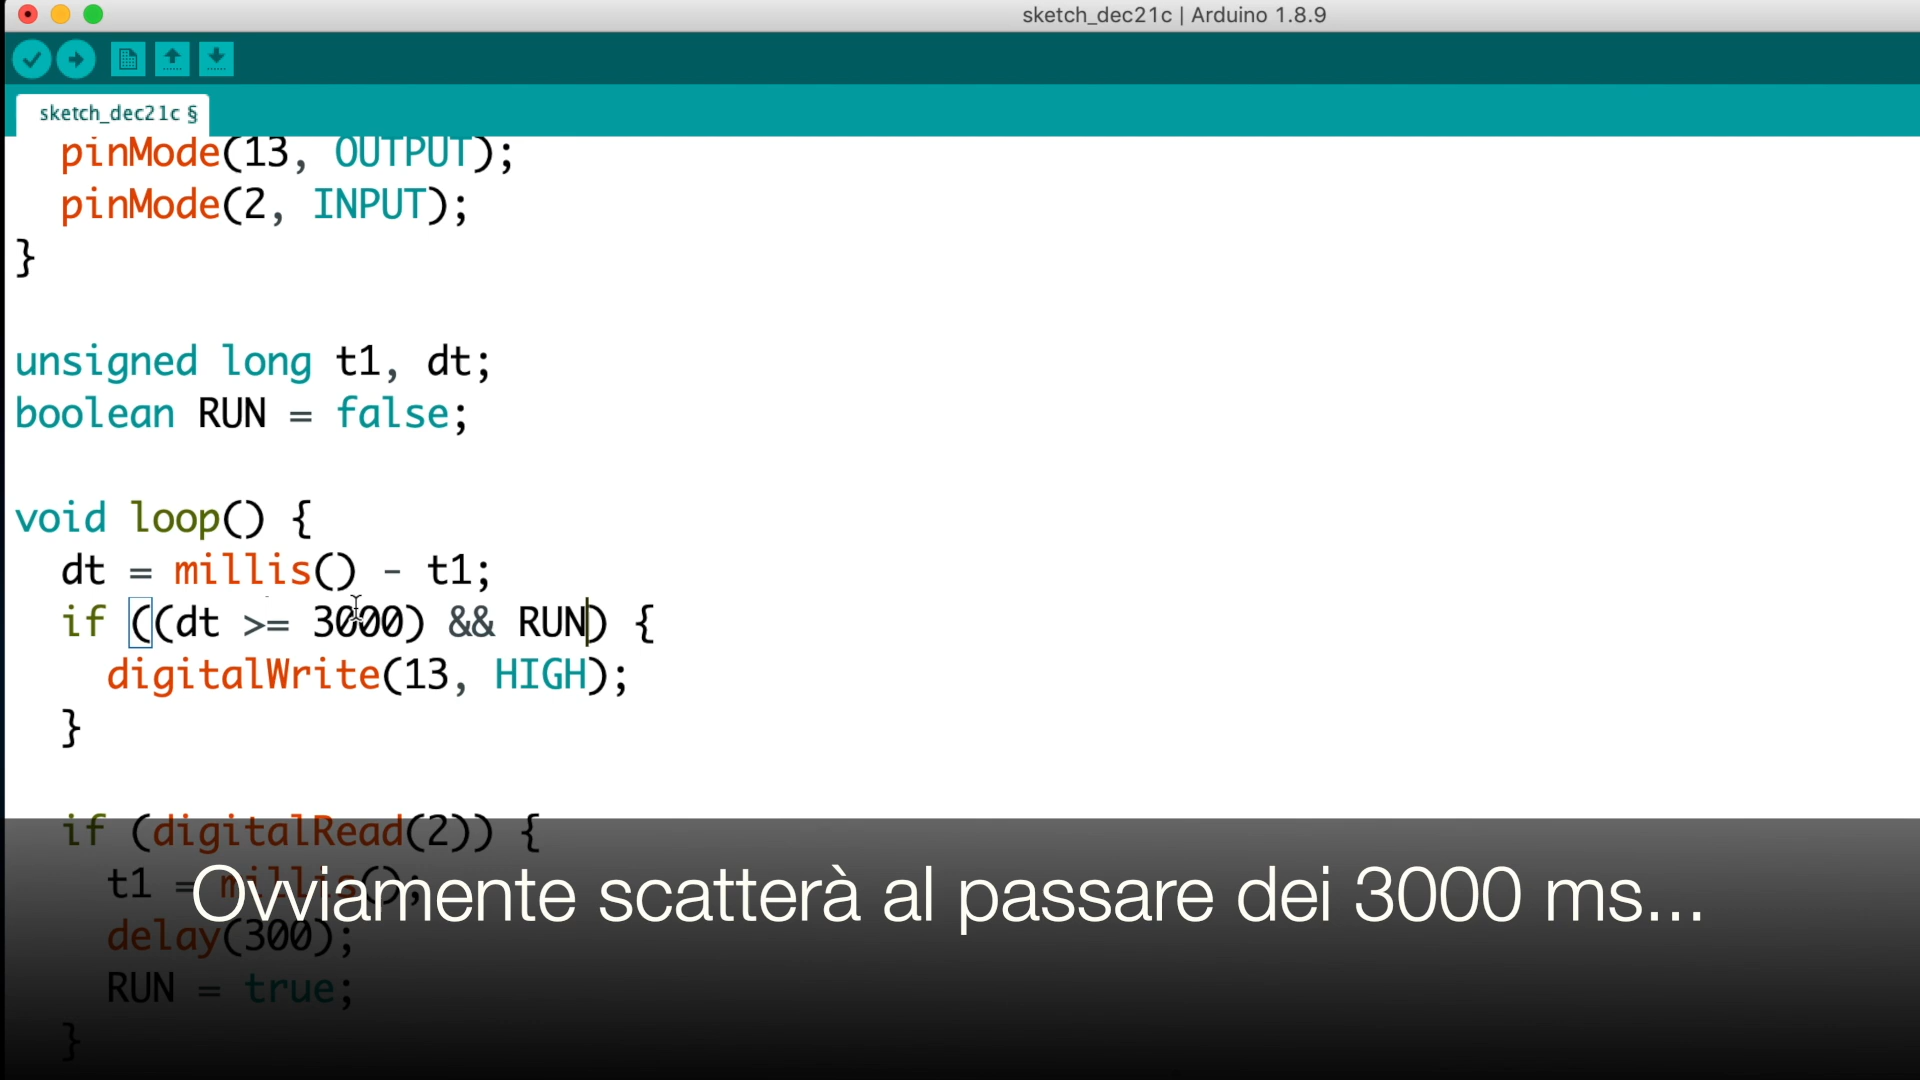 sketch_dec21c | Arduino 1.8.9
sketch_dec21c §
pinMode(13, OUTPUT);
pinMode(2, INPUT);
}
unsigned long t1, dt;
boolean RUN = false;
void loop() {
dt = millis() - t1;
if ((dt >= 3000) && RUN) {
digitalWrite(13, HIGH);
}
if (digitalRead(2)) {
t1 = millis();
Ovviamente scatterà al passare dei 3000 ms...
delay(300);
RUN = true;
}